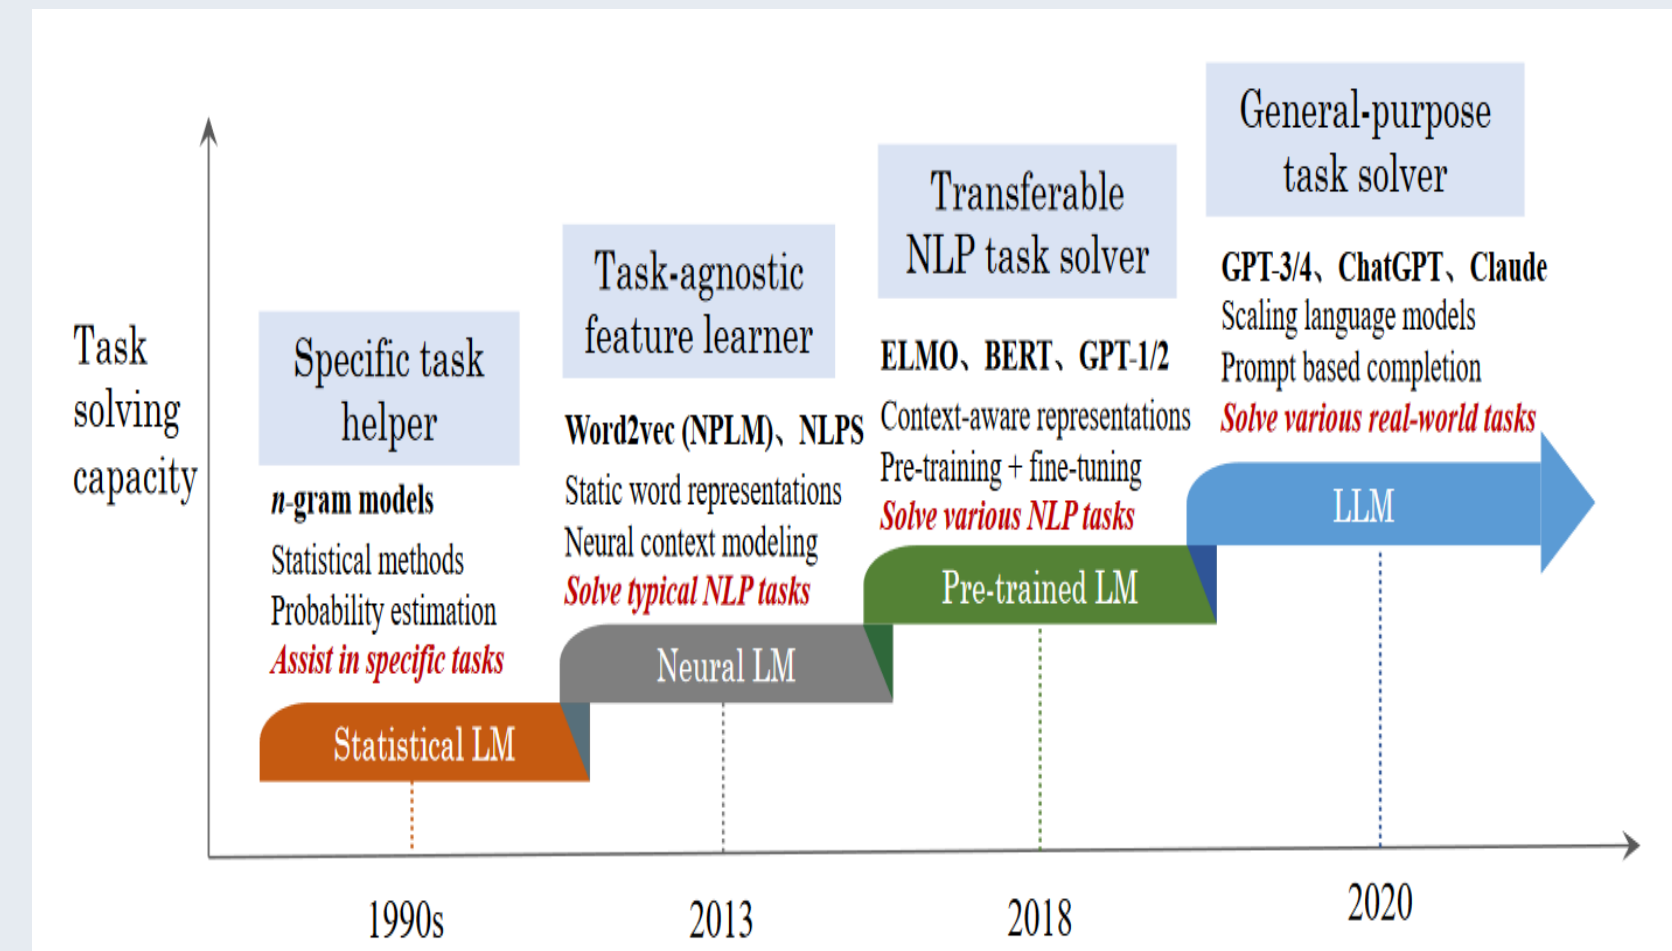 Task
solving
capacity
Specific task
helper
n-gram models
Statistical methods
Probability estimation
Assist in specific tasks
Statistical LM
1990s
Task-agnostic
feature learner
Word2vec (NPLM)、NLPS
Static word representations
Neural context modeling
Solve typical NLP tasks
Neural LM
2013
Transferable
NLP task solver
ELMO、BERT、GPT-1/2
Context-aware representations
Pre-training + fine-tuning
Solve various NLP tasks
Pre-trained LM
2018
General-purpose
task solver
GPT-3/4、ChatGPT、Claude
Scaling language models
Prompt based completion
Solve various real-world tasks
LLM
2020